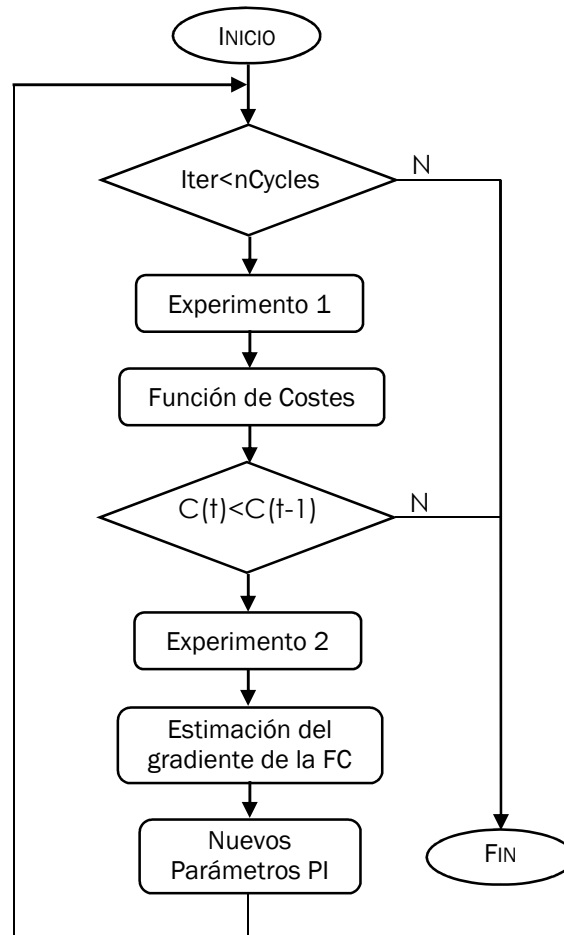 INICIO
Iter<nCycles
N
Experimento 1
Función de Costes
C(t)<C(t-1)
N
Experimento 2
Estimación del
gradiente de la FC
Nuevos
Parámetros PI
FIN